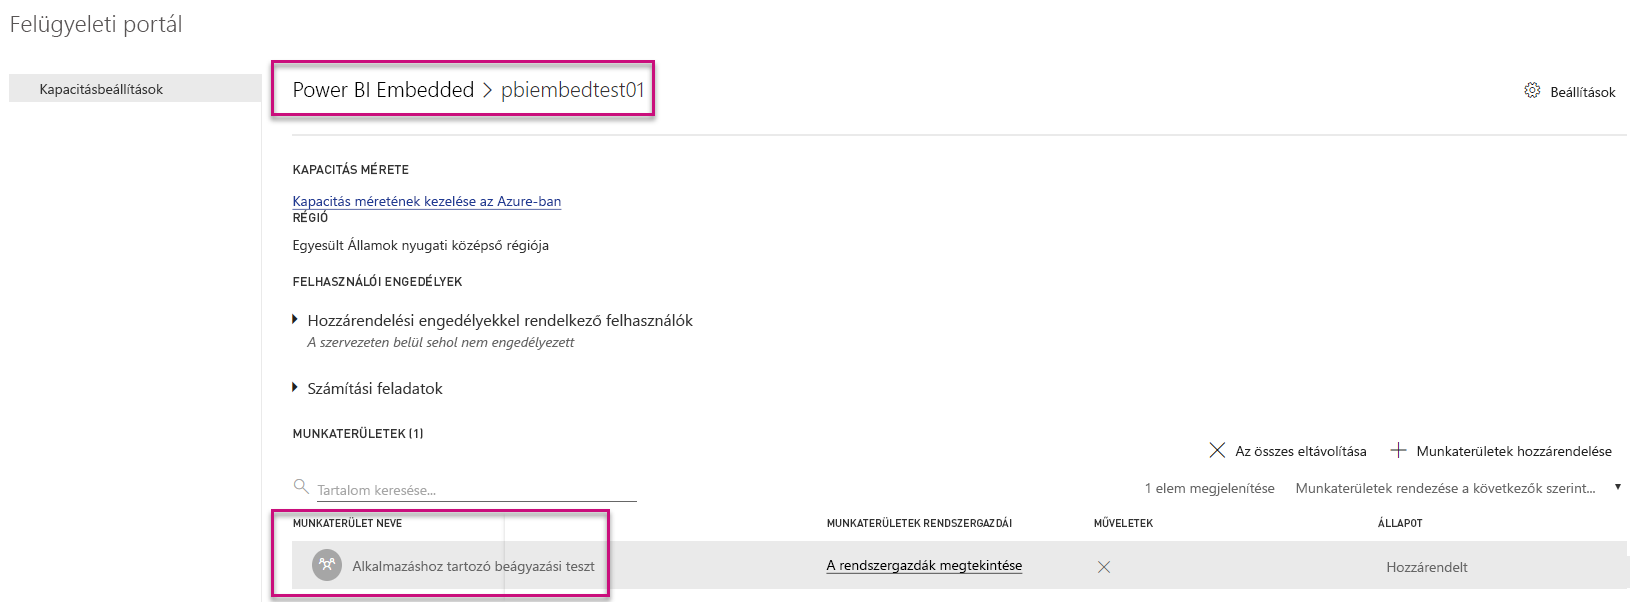 Felügyeleti portál
Kapacitásbeállítások
Power BI Embedded > pbiembedtest01
Beállítások
KAPACITÁS MÉRETE
Kapacitás méretének kezelése az Azure-ban
RÉGIÓ
Egyesült Államok nyugati középső régiója
FELHASZNÁLÓI ENGEDÉLYEK
Hozzárendelési engedélyekkel rendelkező felhasználók
A szervezeten belül sehol nem engedélyezett
Számítási feladatok
MUNKATERÜLETEK (1)
Az összes eltávolítása Munkaterületek hozzárendelése
Tartalom keresése... 1 elem megjelenítése Munkaterületek rendezése a következők szerint...
MUNKATERÜLET NEVE MUNKATERÜLETEK RENDSZERGAZDÁI MŰVELETEK ÁLLAPOT
Alkalmazáshoz tartozó beágyazási teszt A rendszergazdák megtekintése Hozzárendelt